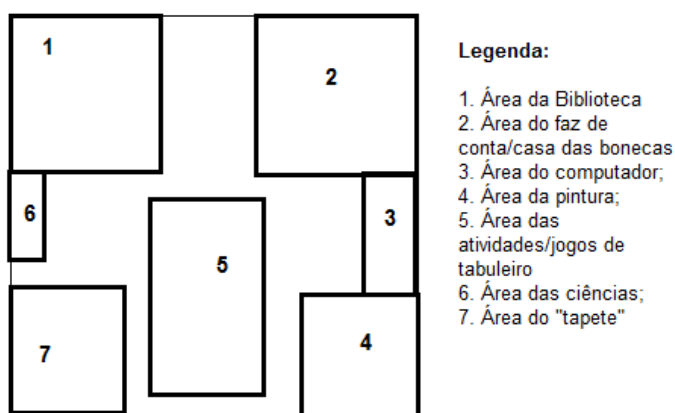 1
2
6
3
5
7
4
Legenda:
1. Área da Biblioteca
2. Área do faz de
conta/casa das bonecas
3. Área do computador;
4. Área da pintura;
5. Área das
atividades/jogos de
tabuleiro
6. Área das ciências;
7. Área do "tapete"